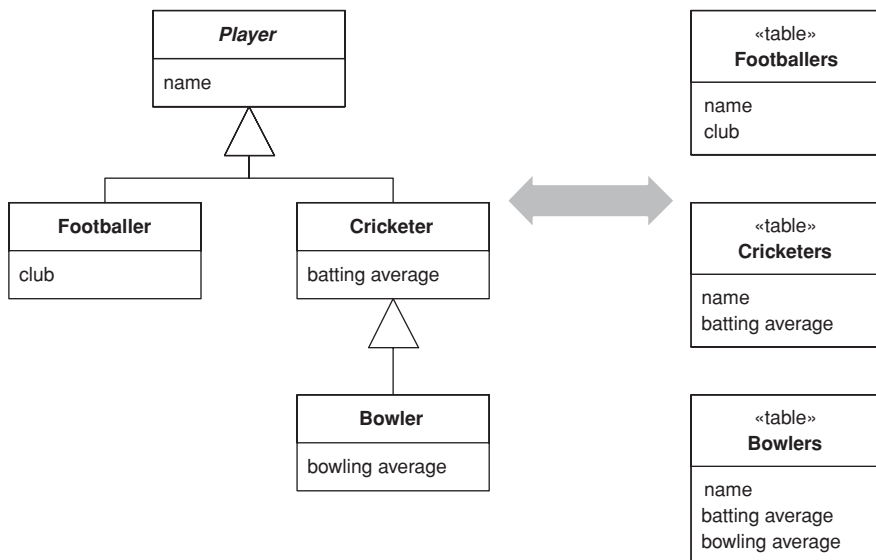 Player
name
Footballer
club
Cricketer
batting average
Bowler
bowling average
«table»
Footballers
name
club
«table»
Cricketers
name
batting average
«table»
Bowlers
name
batting average
bowling average